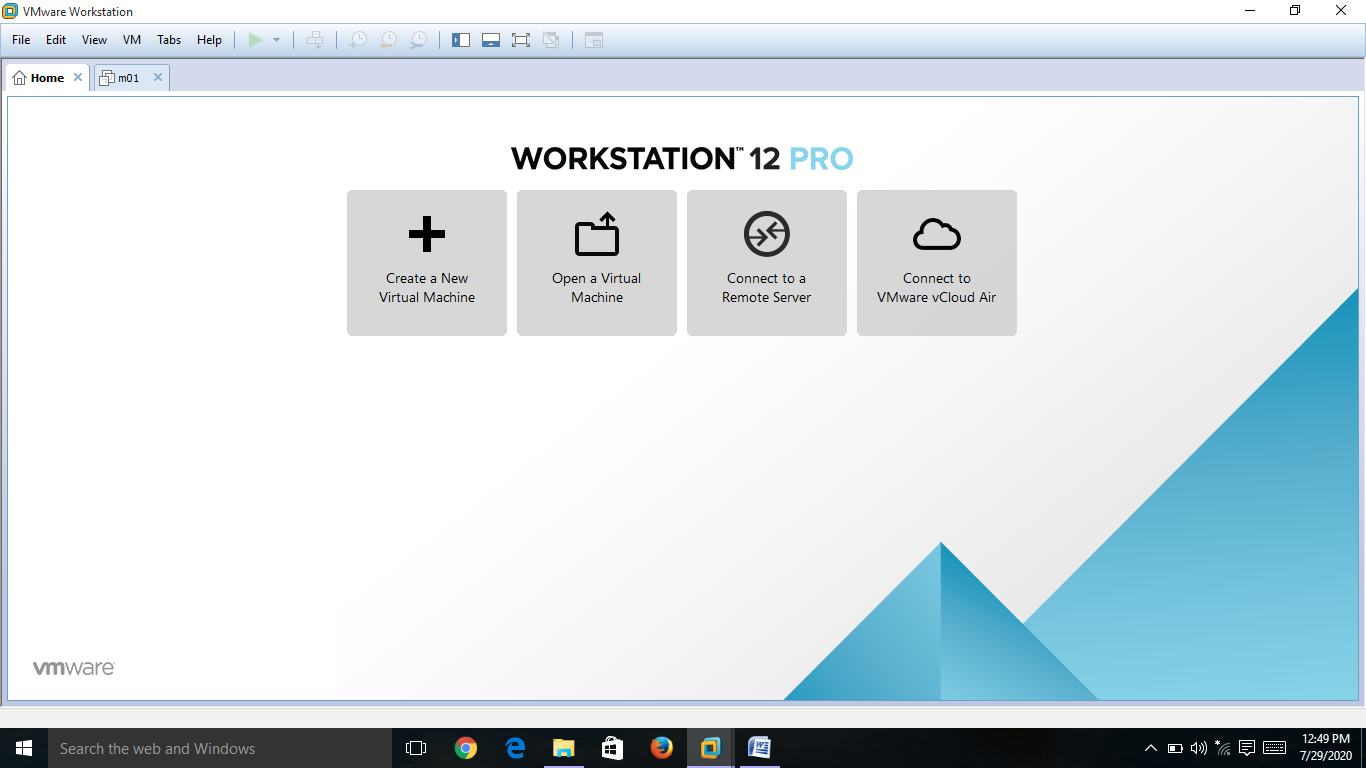 VMware Workstation
File Edit View VM Tabs Help
Home m01
WORKSTATION™ 12 PRO
Create a New
Virtual Machine
Open a Virtual
Machine
Connect to a
Remote Server
Connect to
VMware vCloud Air
vmware
Search the web and Windows
12:49 PM
7/29/2020